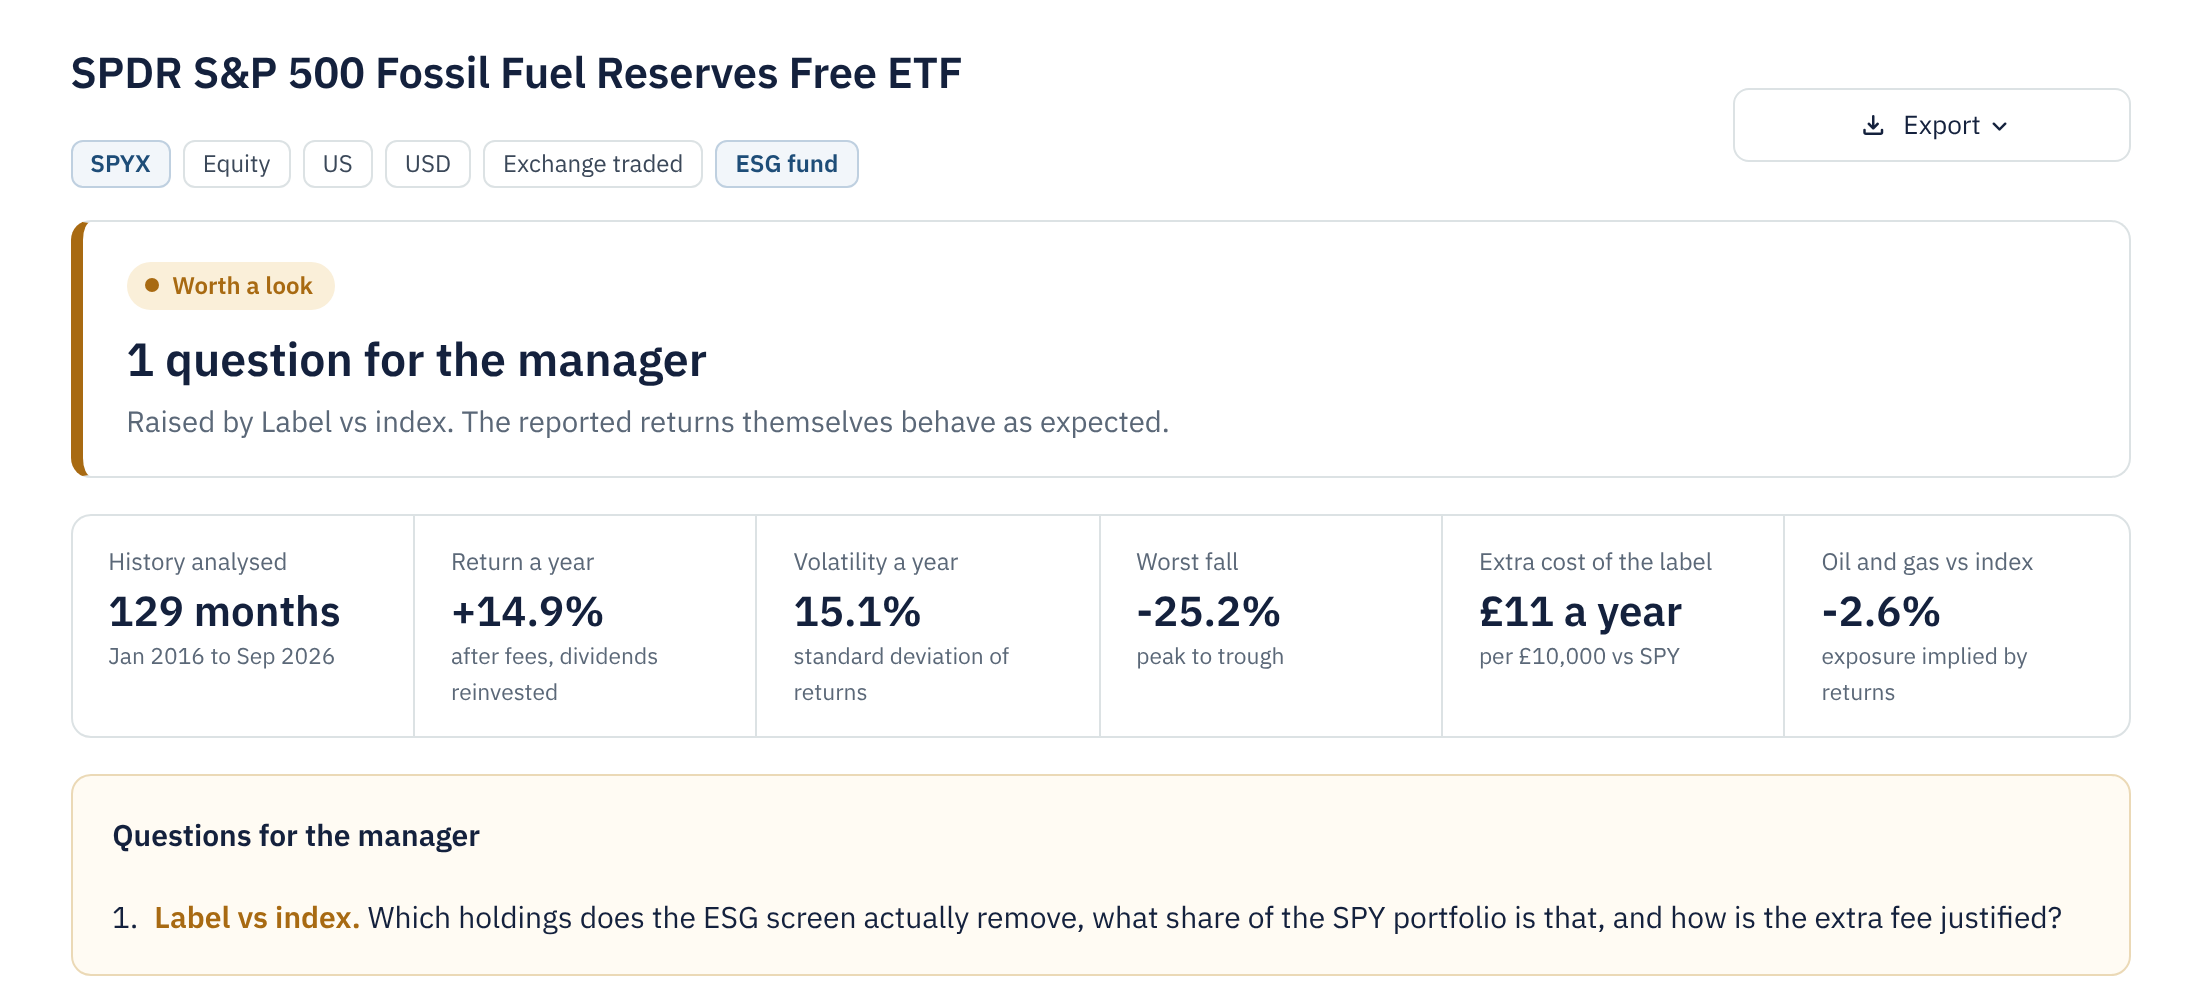 SPDR S&P 500 Fossil Fuel Reserves Free ETF
Export
SPYX Equity US USD Exchange traded ESG fund
Worth a look
1 question for the manager
Raised by Label vs index. The reported returns themselves behave as expected.
History analysed
129 months
Jan 2016 to Sep 2026
Return a year
+14.9%
after fees, dividends
reinvested
Volatility a year
15.1%
standard deviation of
returns
Worst fall
-25.2%
peak to trough
Extra cost of the label
£11 a year
per £10,000 vs SPY
Oil and gas vs index
-2.6%
exposure implied by
returns
Questions for the manager
1. Label vs index. Which holdings does the ESG screen actually remove, what share of the SPY portfolio is that, and how is the extra fee justified?